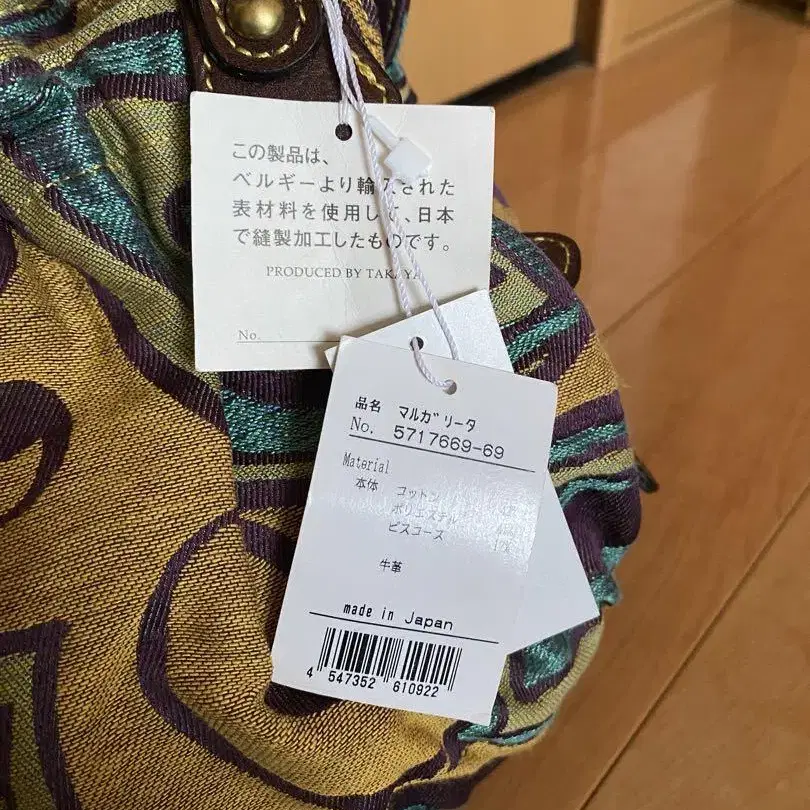 この製品は、
ベルギーより輸入された
表材料を使用して、日本
で縫製加工したものです。
PRODUCED BY TAKAYA
No.
品名 マルガリータ
No. 5717669-69
Material
本体 コットン
ポリエステル
ビスコース
牛革
made in Japan
4 547352 610922